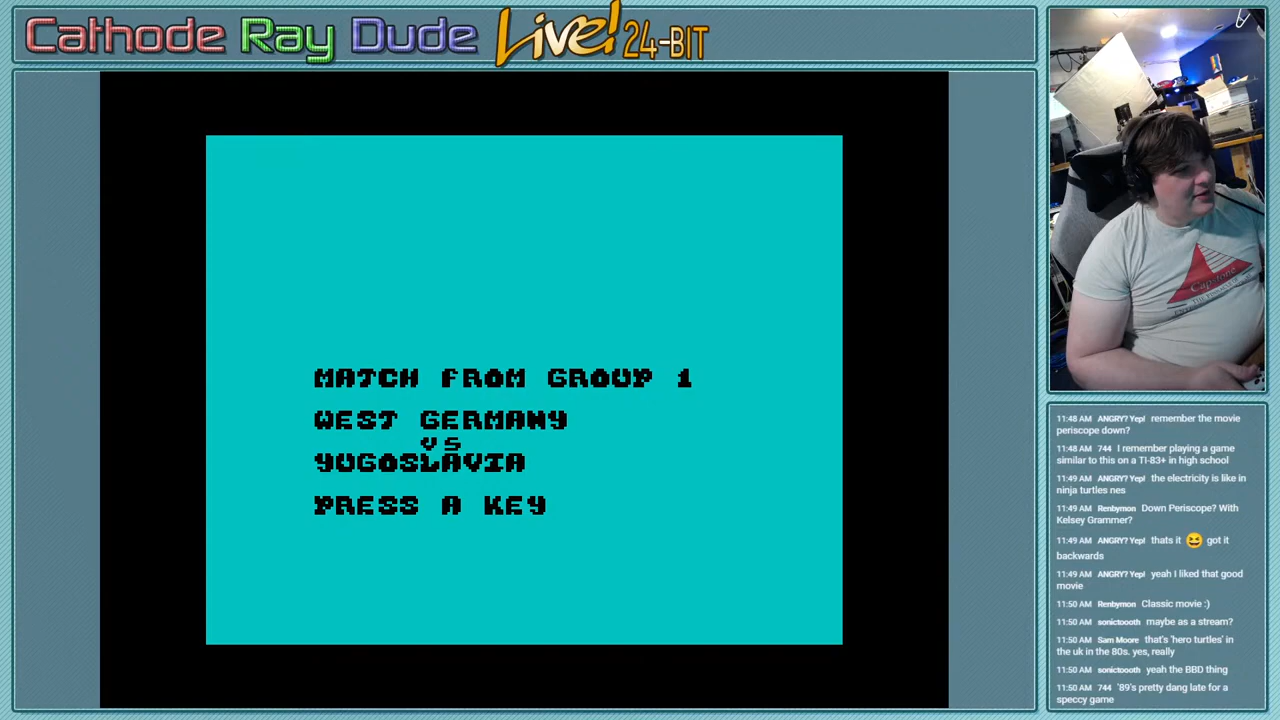 Cathode Ray Dude Live! 24-BIT
MATCH FROM GROUP 1
WEST GERMANY
VS
YUGOSLAVIA
PRESS A KEY
Capstone
11:48 AM ANGRY? Yep! remember the movie
periscope down?
11:48 AM 744 I remember playing a game
similar to this on a TI-83+ in high school
11:49 AM ANGRY? Yep! the electricity is like in
ninja turtles nes
11:49 AM Renbymon Down Periscope? With
Kelsey Grammer?
11:49 AM ANGRY? Yep! thats it 😆 got it
backwards
11:49 AM ANGRY? Yep! yeah I liked that good
movie
11:50 AM Renbymon Classic movie :)
11:50 AM sonictoooth maybe as a stream?
11:50 AM Sam Moore that's 'hero turtles' in
the uk in the 80s. yes, really
11:50 AM sonictoooth yeah the BBD thing
11:50 AM 744 '89's pretty dang late for a
speccy game